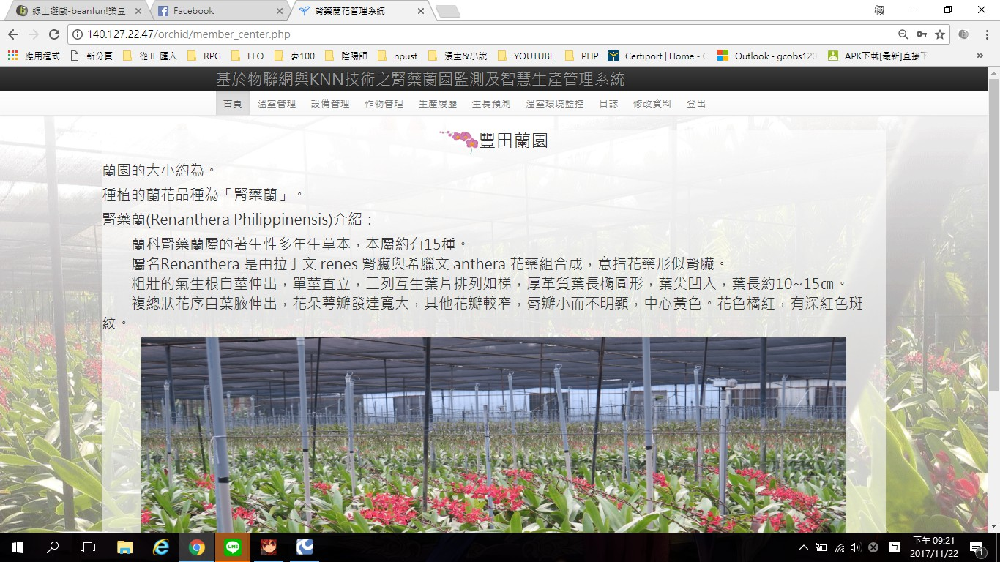 線上遊戲-beanfun!樂豆
Facebook
腎藥蘭花管理系統
140.127.22.47/orchid/member_center.php
應用程式
新分頁
從 IE 匯入
RPG
FFO
夢100
陰陽師
npust
漫畫&小說
YOUTUBE
PHP
Certiport | Home - C
Outlook - gcobs120
APK下載[最新]直接下
基於物聯網與KNN技術之腎藥蘭園監測及智慧生產管理系統
首頁
溫室管理
設備管理
作物管理
生產履歷
生長預測
溫室環境監控
日誌
修改資料
登出
豐田蘭園
蘭園的大小約為。
種植的蘭花品種為「腎藥蘭」。
腎藥蘭(Renanthera Philippinensis)介紹：
蘭科腎藥蘭屬的著生性多年生草本，本屬約有15種。
屬名Renanthera 是由拉丁文 renes 腎臟與希臘文 anthera 花藥組合成，意指花藥形似腎臟。
粗壯的氣生根自莖伸出，單莖直立，二列互生葉片排列如梯，厚革質葉長橢圓形，葉尖凹入，葉長約10~15㎝。
複總狀花序自葉腋伸出，花朵萼瓣發達寬大，其他花瓣較窄，唇瓣小而不明顯，中心黃色。花色橘紅，有深紅色斑
紋。
LINE
下午 09:21
2017/11/22
1